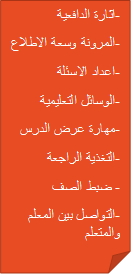 -اثارة الدافعية
-المرونة وسعة الاطلاع
-اعداد الاسئلة
-الوسائل التعليمية
-مهارة عرض الدرس
-التغذية الراجعة
- ضبط الصف
-التواصل بين المعلم
والمتعلم